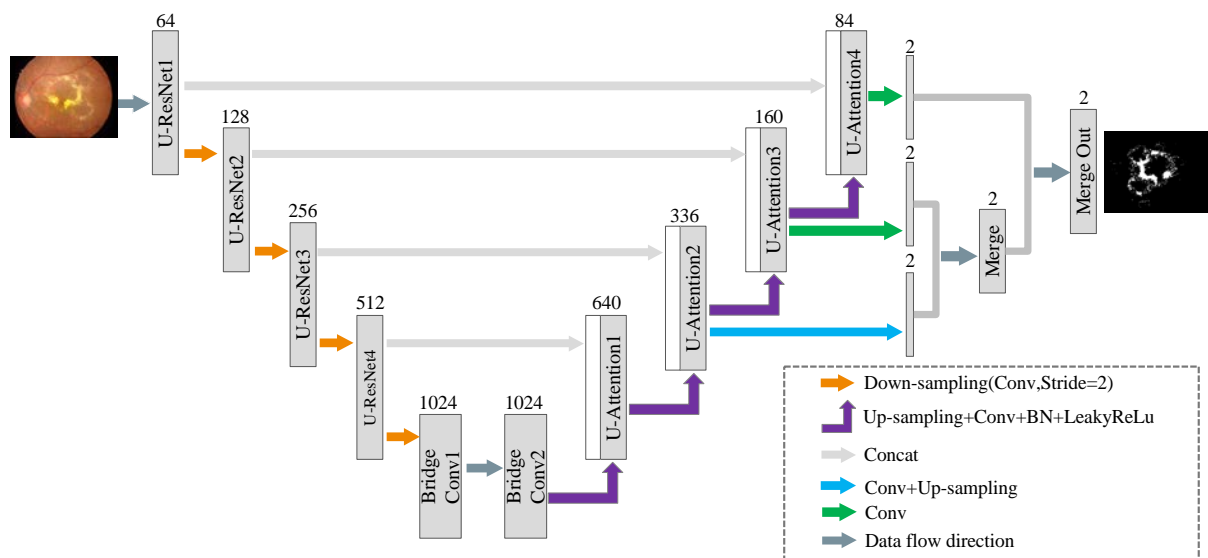 64
U-ResNet1
128
U-ResNet2
256
U-ResNet3
512
U-ResNet4
1024
Bridge
Conv1
1024
Bridge
Conv2
640
U-Attention1
336
U-Attention2
160
U-Attention3
84
U-Attention4
2
2
2
2
Merge
2
Merge Out
Down-sampling(Conv,Stride=2)
Up-sampling+Conv+BN+LeakyReLu
Concat
Conv+Up-sampling
Conv
Data flow direction